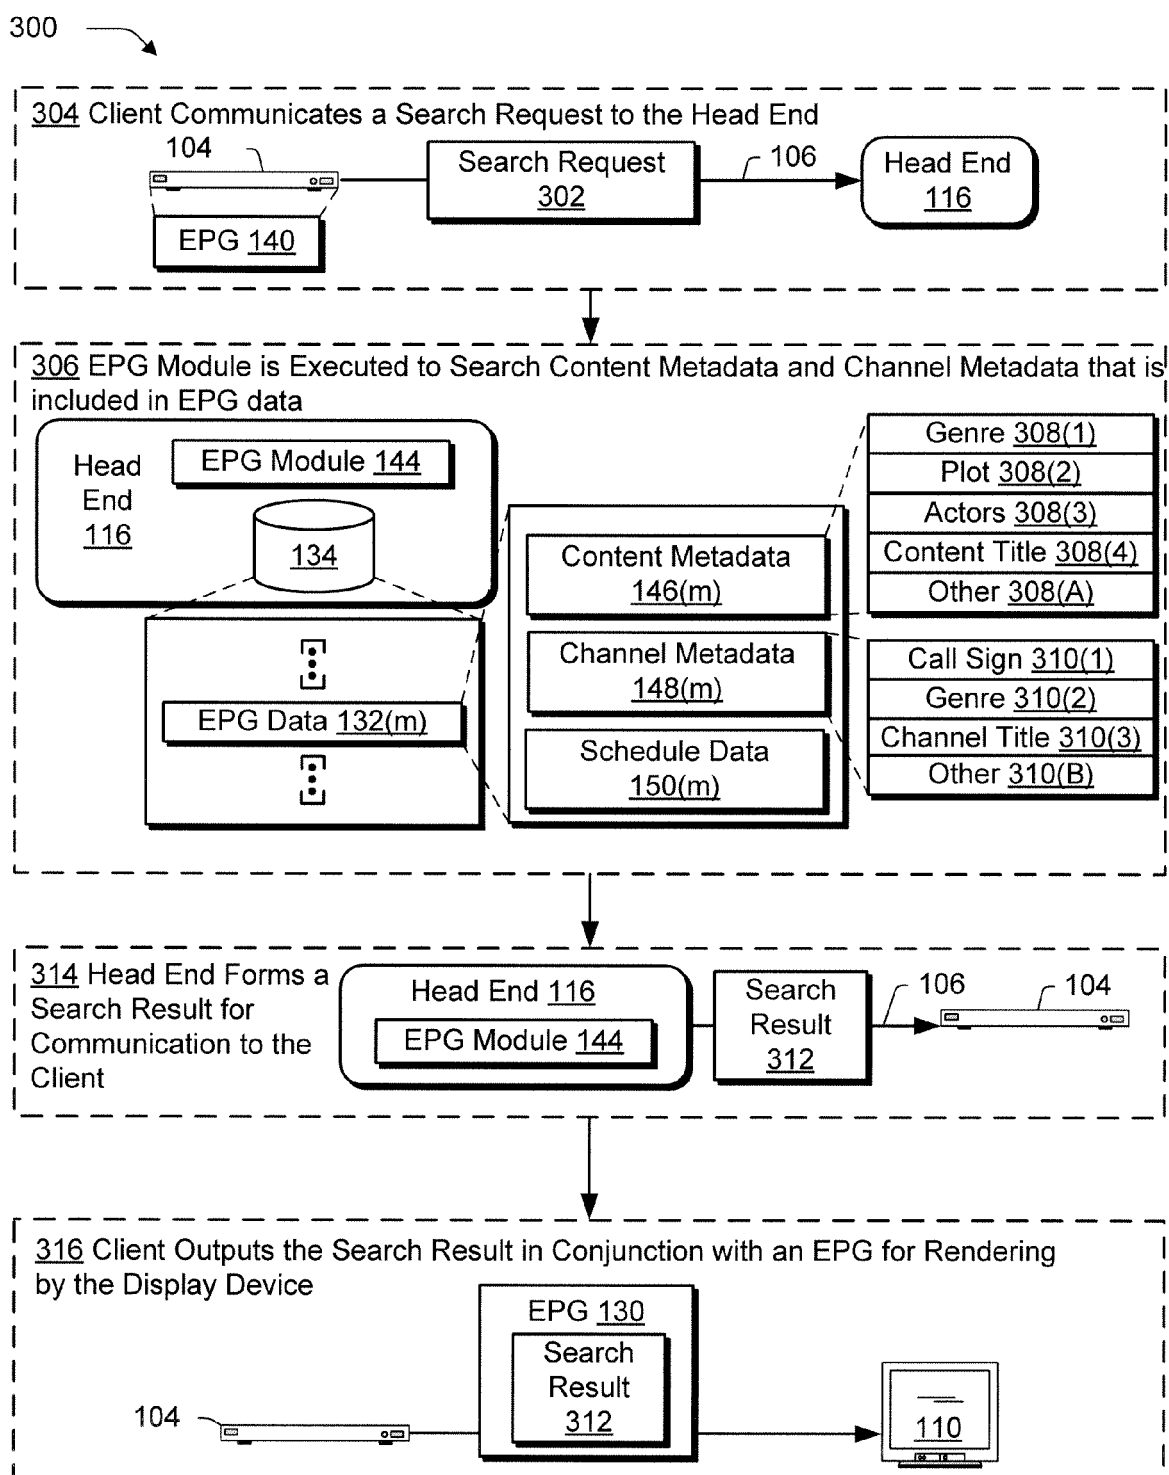 300
304 Client Communicates a Search Request to the Head End
104
Search Request
302
106
Head End
116
EPG 140
306 EPG Module is Executed to Search Content Metadata and Channel Metadata that is
included in EPG data
Head
End
116
EPG Module 144
134
EPG Data 132(m)
Content Metadata
146(m)
Channel Metadata
148(m)
Schedule Data
150(m)
Genre 308(1)
Plot 308(2)
Actors 308(3)
Content Title 308(4)
Other 308(A)
Call Sign 310(1)
Genre 310(2)
Channel Title 310(3)
Other 310(B)
314 Head End Forms a
Search Result for
Communication to the
Client
Head End 116
EPG Module 144
Search
Result
312
106
104
316 Client Outputs the Search Result in Conjunction with an EPG for Rendering
by the Display Device
EPG 130
Search
Result
312
104
110